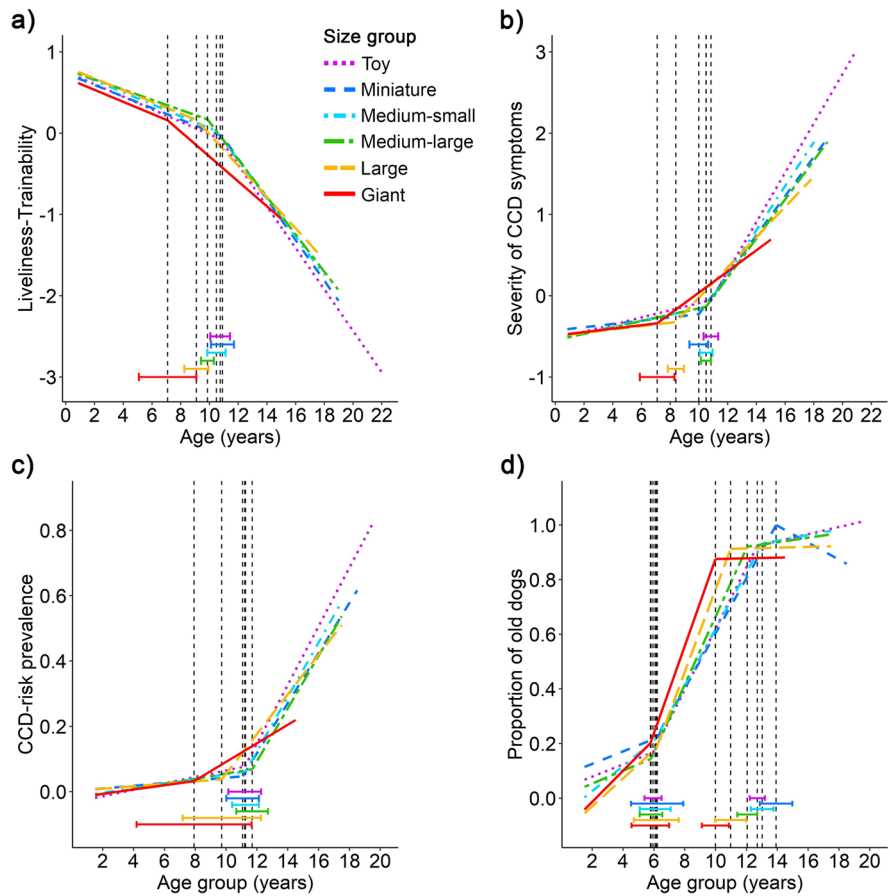 a)
Size group
Toy
Miniature
Medium-small
Medium-large
Large
Giant
Liveliness-Trainability
1
0
-1
-2
-3
0 2 4 6 8 10 12 14 16 18 20 22
Age (years)
b)
Severity of CCD symptoms
3
2
1
0
-1
0 2 4 6 8 10 12 14 16 18 20 22
Age (years)
c)
CCD-risk prevalence
0.8
0.6
0.4
0.2
0.0
0 2 4 6 8 10 12 14 16 18 20
Age group (years)
d)
Proportion of old dogs
1.0
0.8
0.6
0.4
0.2
0.0
0 2 4 6 8 10 12 14 16 18 20
Age group (years)